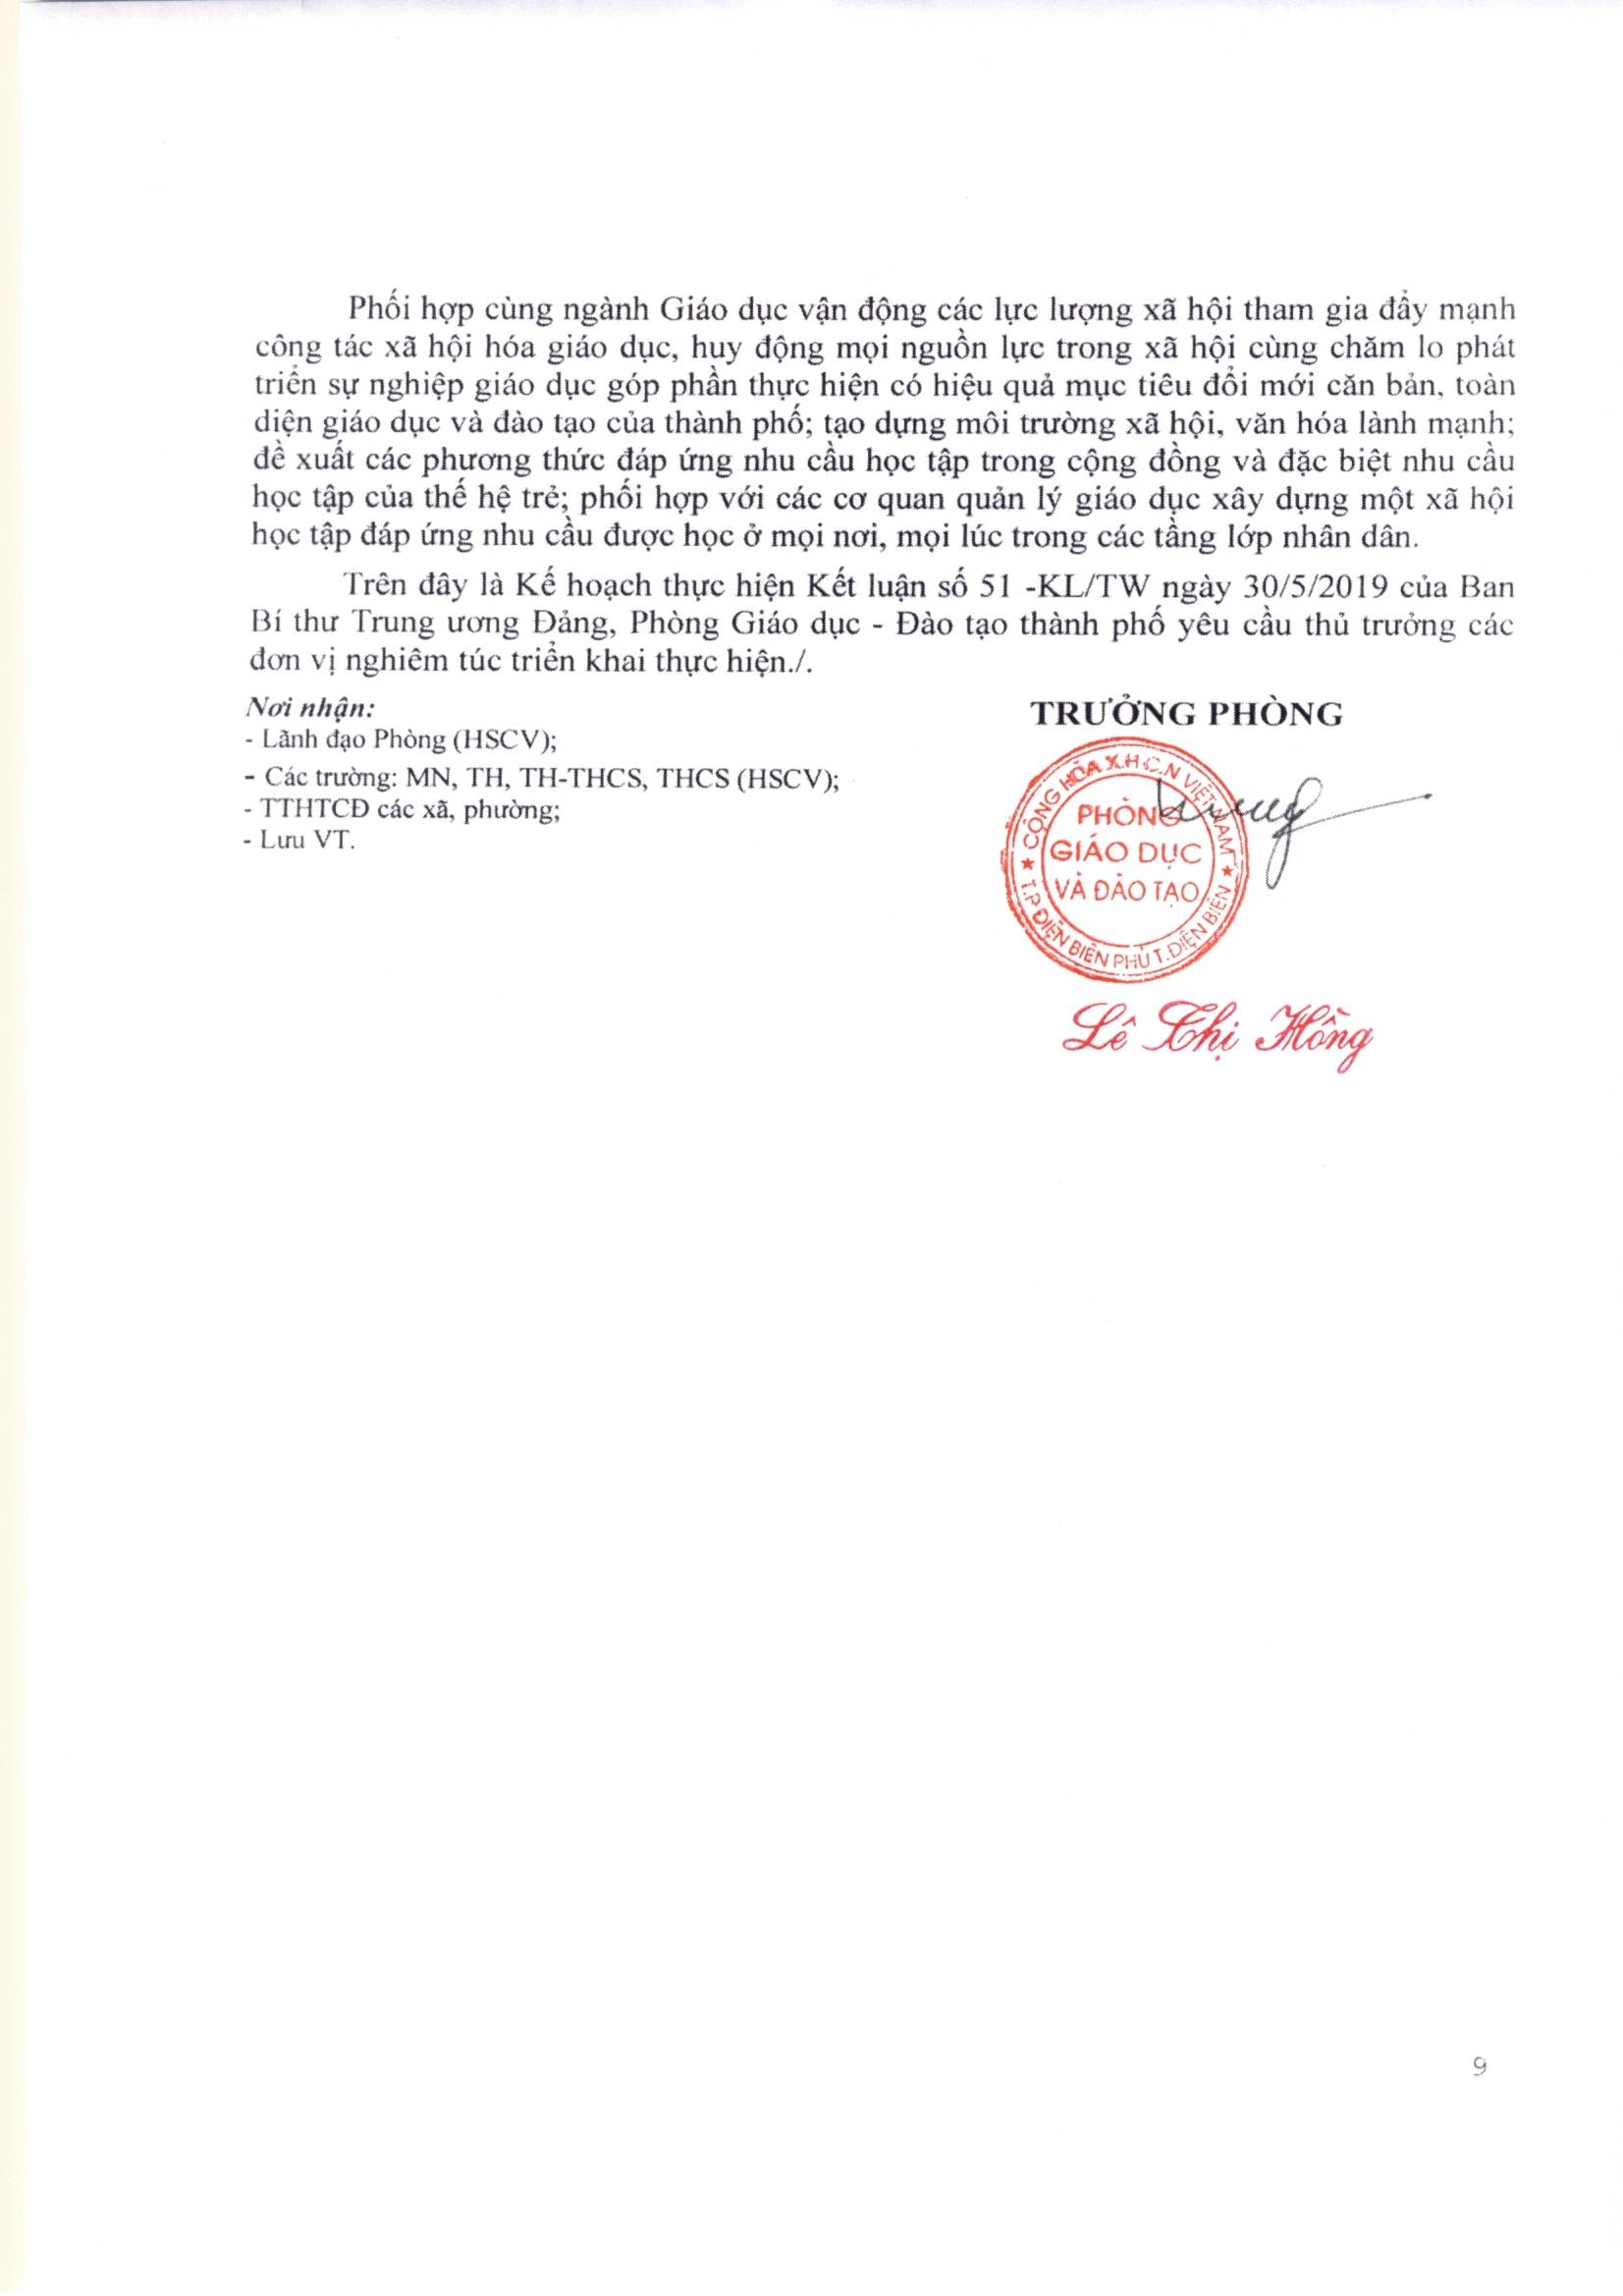 Phối hợp cùng ngành Giáo dục vận động các lực lượng xã hội tham gia đẩy mạnh
công tác xã hội hóa giáo dục, huy động mọi nguồn lực trong xã hội cùng chăm lo phát
triển sự nghiệp giáo dục góp phần thực hiện có hiệu quả mục tiêu đổi mới căn bản, toàn
diện giáo dục và đào tạo của thành phố; tạo dựng môi trường xã hội, văn hóa lành mạnh;
đề xuất các phương thức đáp ứng nhu cầu học tập trong cộng đồng và đặc biệt nhu cầu
học tập của thế hệ trẻ; phối hợp với các cơ quan quản lý giáo dục xây dựng một xã hội
học tập đáp ứng nhu cầu được học ở mọi nơi, mọi lúc trong các tầng lớp nhân dân.
Trên đây là Kế hoạch thực hiện Kết luận số 51 -KL/TW ngày 30/5/2019 của Ban
Bí thư Trung ương Đảng, Phòng Giáo dục - Đào tạo thành phố yêu cầu thủ trưởng các
đơn vị nghiêm túc triển khai thực hiện./.
Nơi nhận:
- Lãnh đạo Phòng (HSCV);
- Các trường: MN, TH, TH-THCS, THCS (HSCV);
- TTHTCĐ các xã, phường;
- Lưu VT.
TRƯỞNG PHÒNG
CỘNG HÒA X.H.C.N VIỆT NAM
PHÒNG
GIÁO DỤC
VÀ ĐÀO TẠO
T.P ĐIỆN BIÊN PHỦ T. ĐIỆN BIÊN
Lê Thị Hồng
9